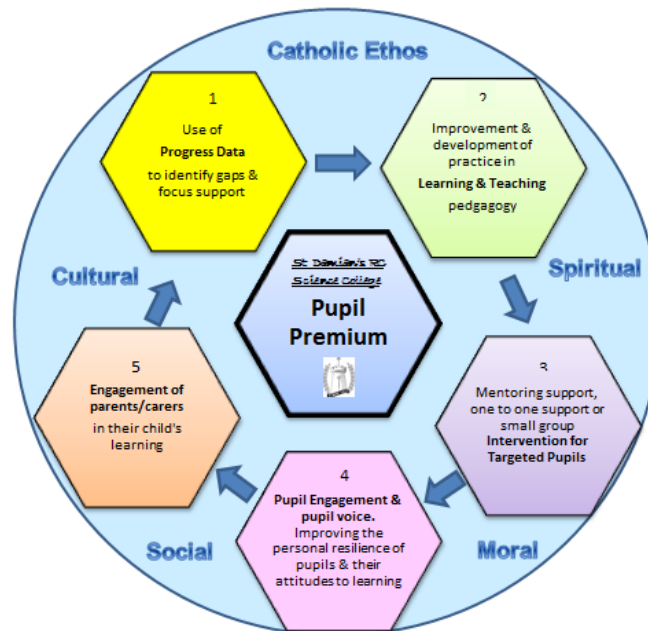 Catholic Ethos
1
Use of
Progress Data
to identify gaps &
focus support
2
Improvement &
development of
practice in
Learning & Teaching
pedgagogy
Cultural
Spiritual
St Damian's RC
Science College
Pupil
Premium
5
Engagement of
parents/carers
in their child's
learning
3
Mentoring support,
one to one support or
small group
Intervention for
Targeted Pupils
4
Pupil Engagement &
pupil voice.
Improving the
personal resilience of
pupils & their
attitudes to learning
Social
Moral